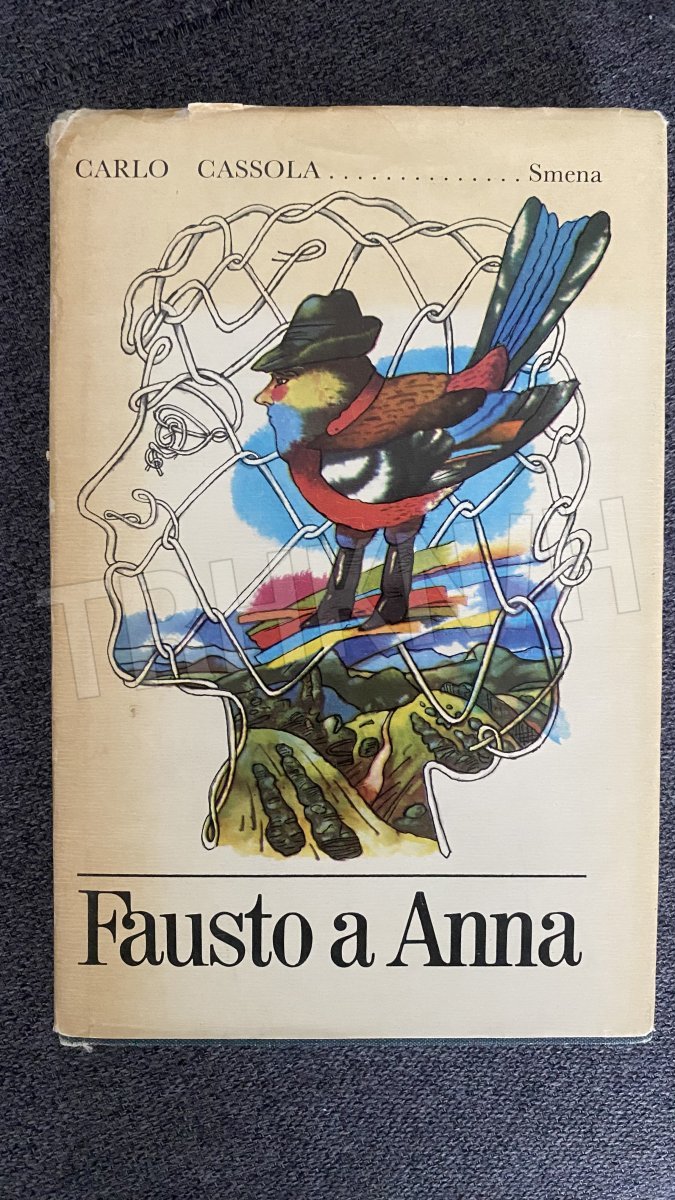 CARLO CASSOLA..............Smena
Fausto a Anna